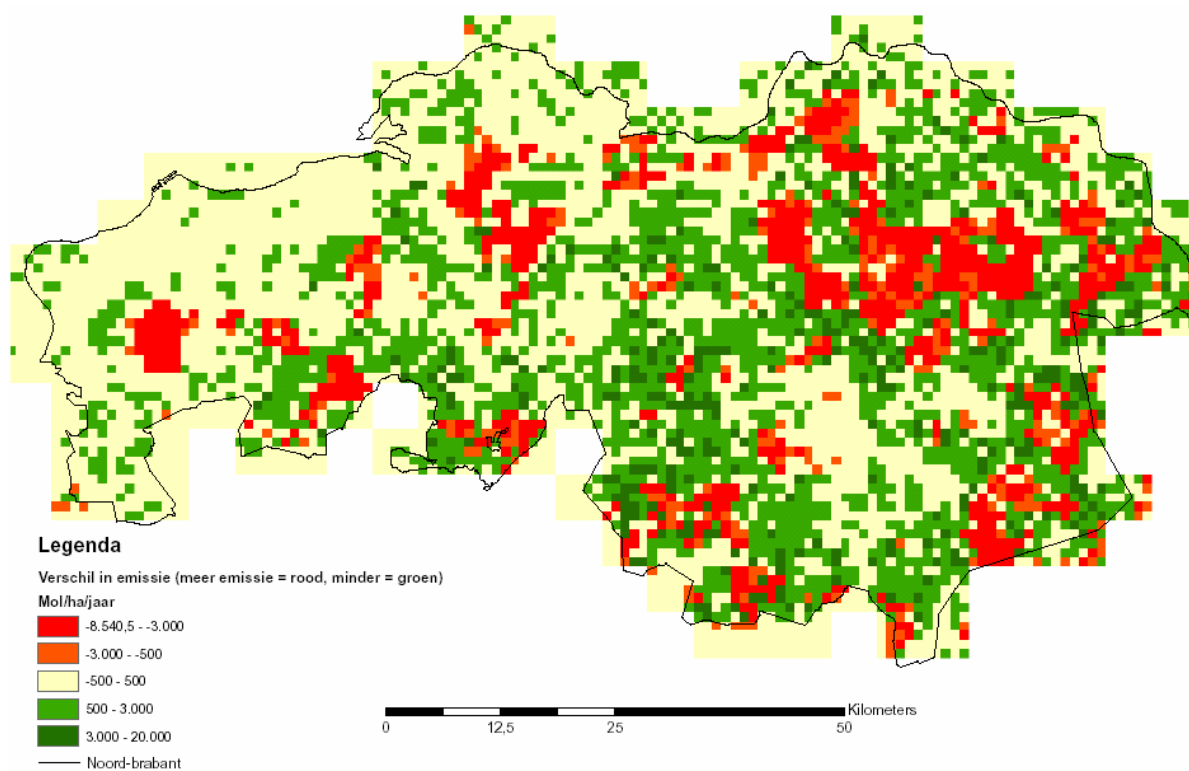 Legenda
Verschil in emissie (meer emissie = rood, minder = groen)
Mol/ha/jaar
-8.540,5 - -3.000
-3.000 - -500
-500 - 500
500 - 3.000
3.000 - 20.000
Noord-brabant
Kilometers
0 12,5 25 50